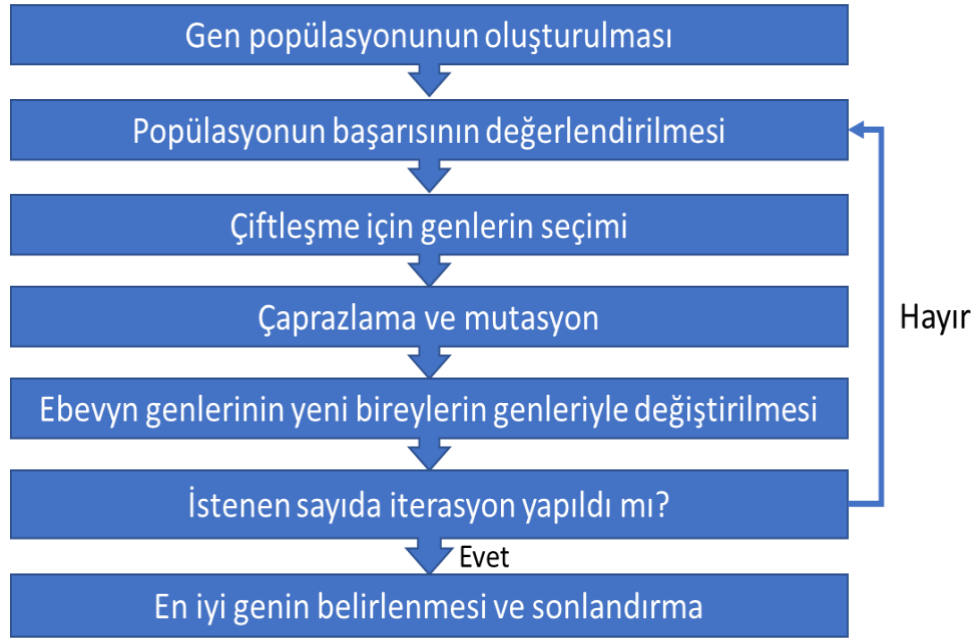 Gen popülasyonunun oluşturulması
Popülasyonun başarısının değerlendirilmesi
Çiftleşme için genlerin seçimi
Çaprazlama ve mutasyon
Hayır
Ebevyn genlerinin yeni bireylerin genleriyle değiştirilmesi
İstenen sayıda iterasyon yapıldı mı?
Evet
En iyi genin belirlenmesi ve sonlandırma